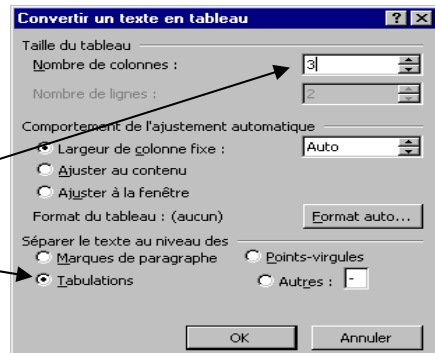 Convertir un texte en tableau
Taille du tableau
Nombre de colonnes : 3
Nombre de lignes : 2
Comportement de l'ajustement automatique
Largeur de colonne fixe : Auto
Ajuster au contenu
Ajuster à la fenêtre
Format du tableau : (aucun) Format auto...
Séparer le texte au niveau des
Marques de paragraphe Points-virgules
Tabulations Autres : -
OK Annuler